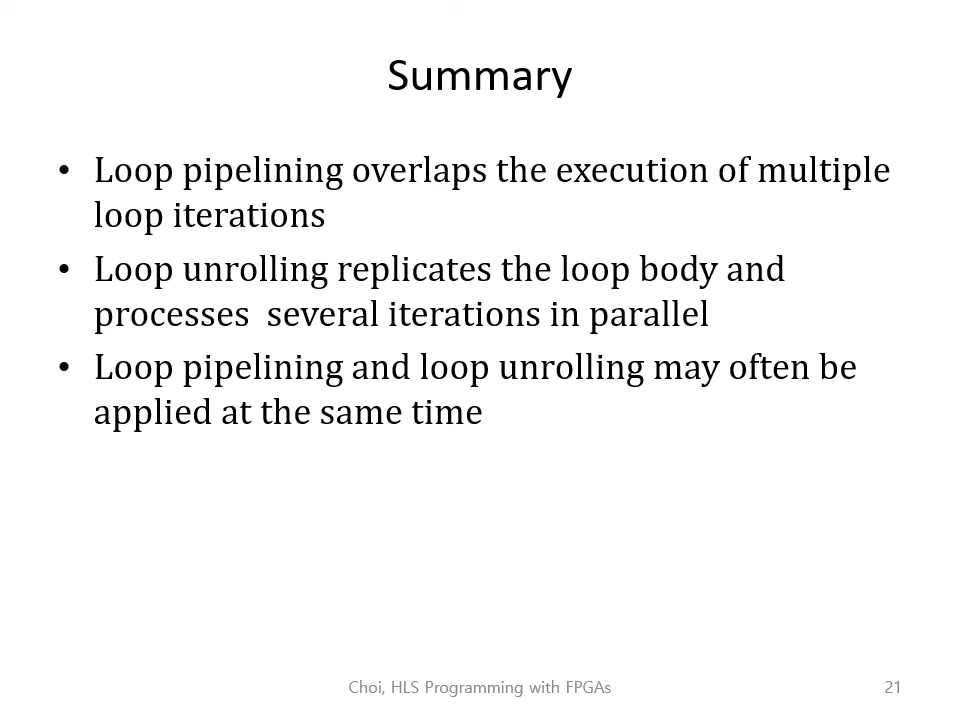 Summary
• Loop pipelining overlaps the execution of multiple
loop iterations
• Loop unrolling replicates the loop body and
processes  several iterations in parallel
• Loop pipelining and loop unrolling may often be
applied at the same time
Choi, HLS Programming with FPGAs
21